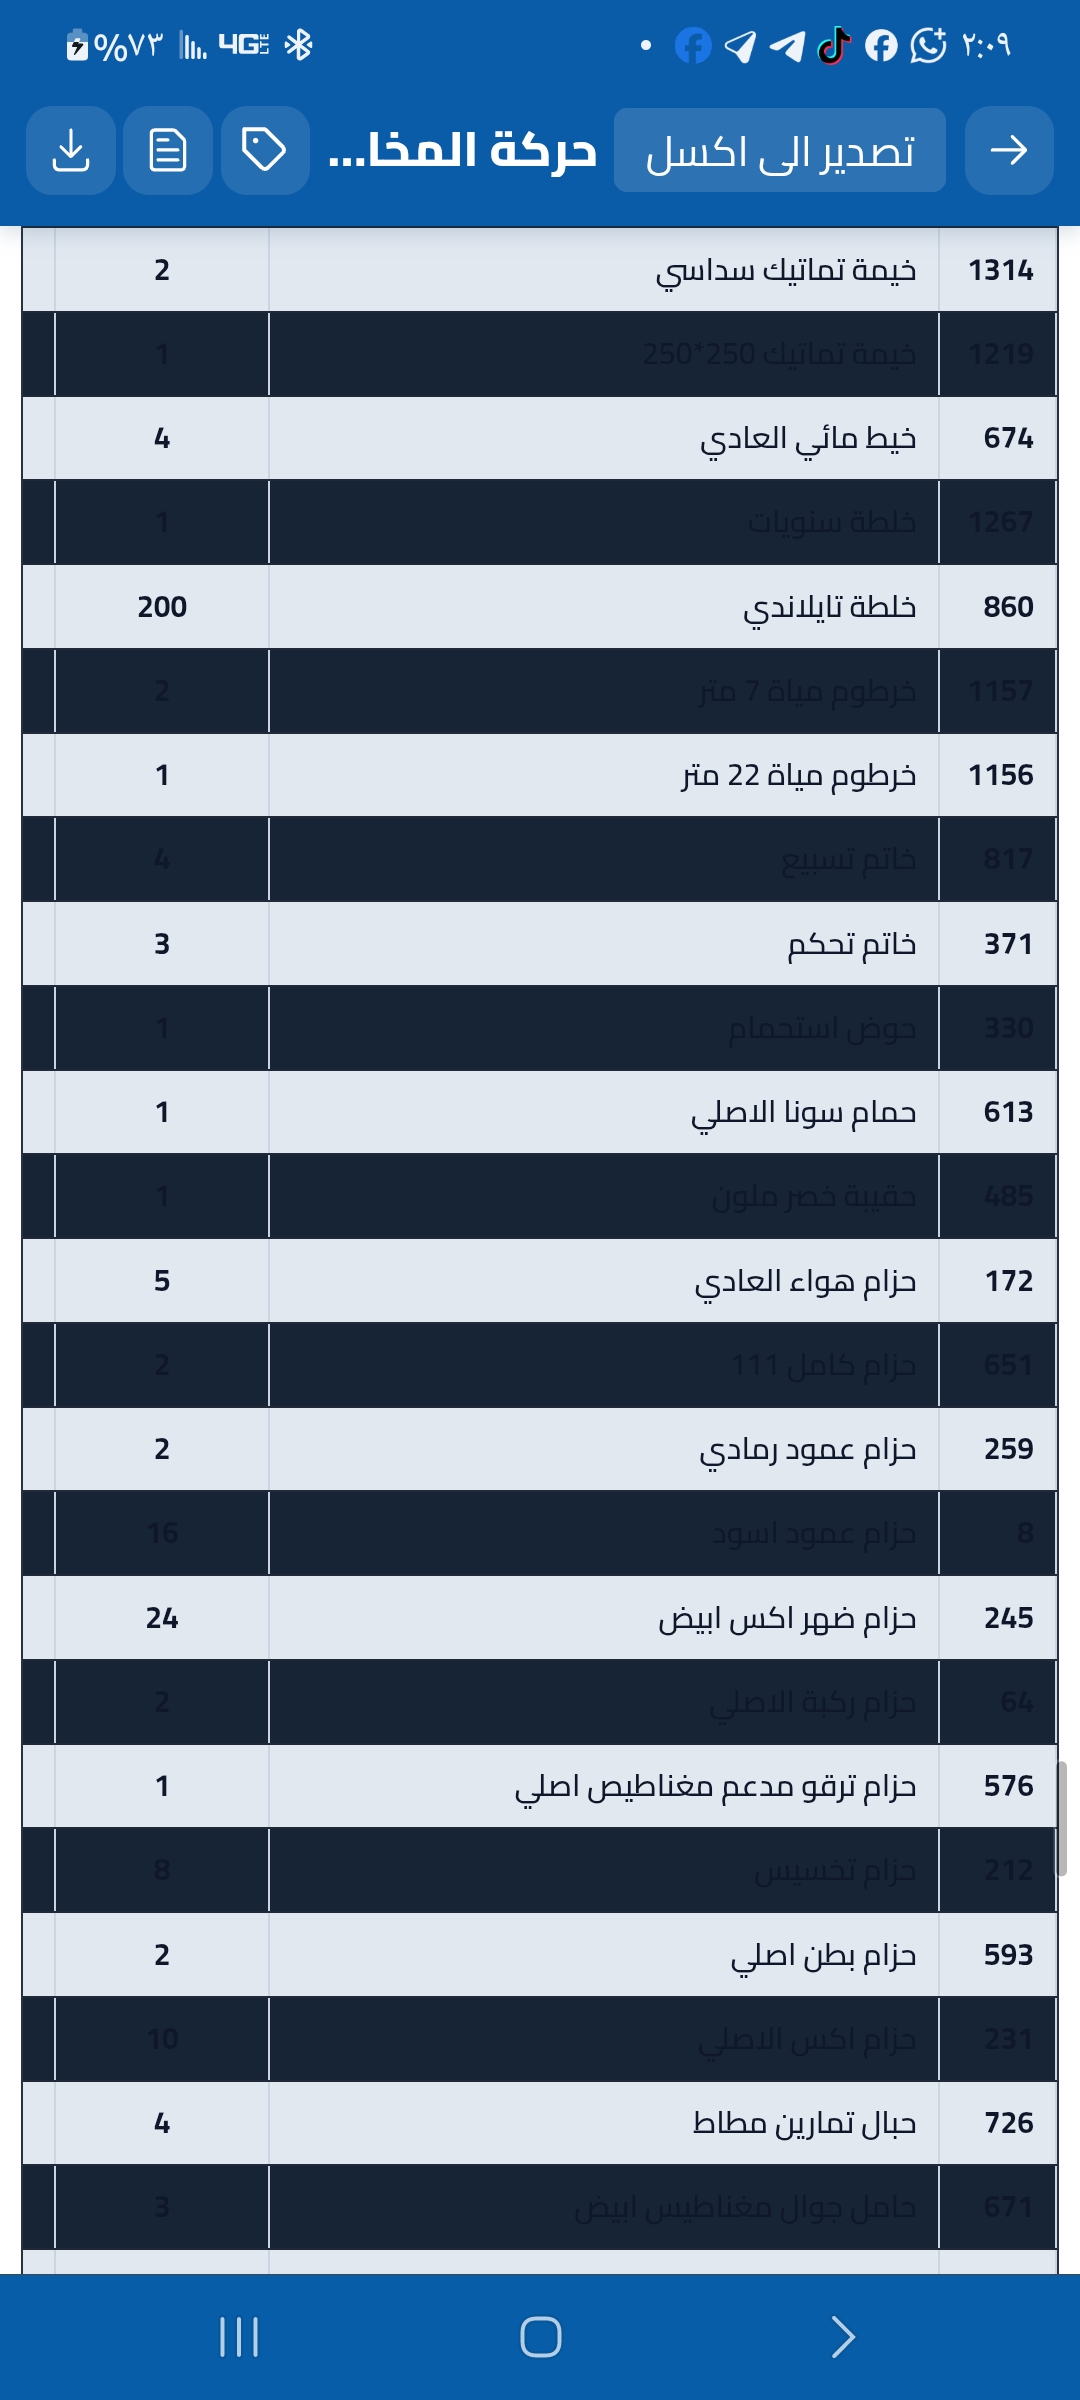 ٢:٠٩
4G LTE
%٧٣
تصدير الى اكسل
حركة المخا...
1314 خيمة تماتيك سداسي 2
1219 خيمة تماتيك 250*250 1
674 خيط مائي العادي 4
1267 خلطة سنويات 1
860 خلطة تايلاندي 200
1157 خرطوم مياة 7 متر 2
1156 خرطوم مياة 22 متر 1
817 خاتم تسبيع 4
371 خاتم تحكم 3
330 حوض استحمام 1
613 حمام سونا الاصلي 1
485 حقيبة خصر ملون 1
172 حزام هواء العادي 5
651 حزام كامل 111 2
259 حزام عمود رمادي 2
8 حزام عمود اسود 16
245 حزام ضهر اكس ابيض 24
64 حزام ركبة الاصلي 2
576 حزام ترقو مدعم مغناطيص اصلي 1
212 حزام تخسيس 8
593 حزام بطن اصلي 2
231 حزام اكس الاصلي 10
726 حبال تمارين مطاط 4
671 حامل جوال مغناطيس ابيض 3